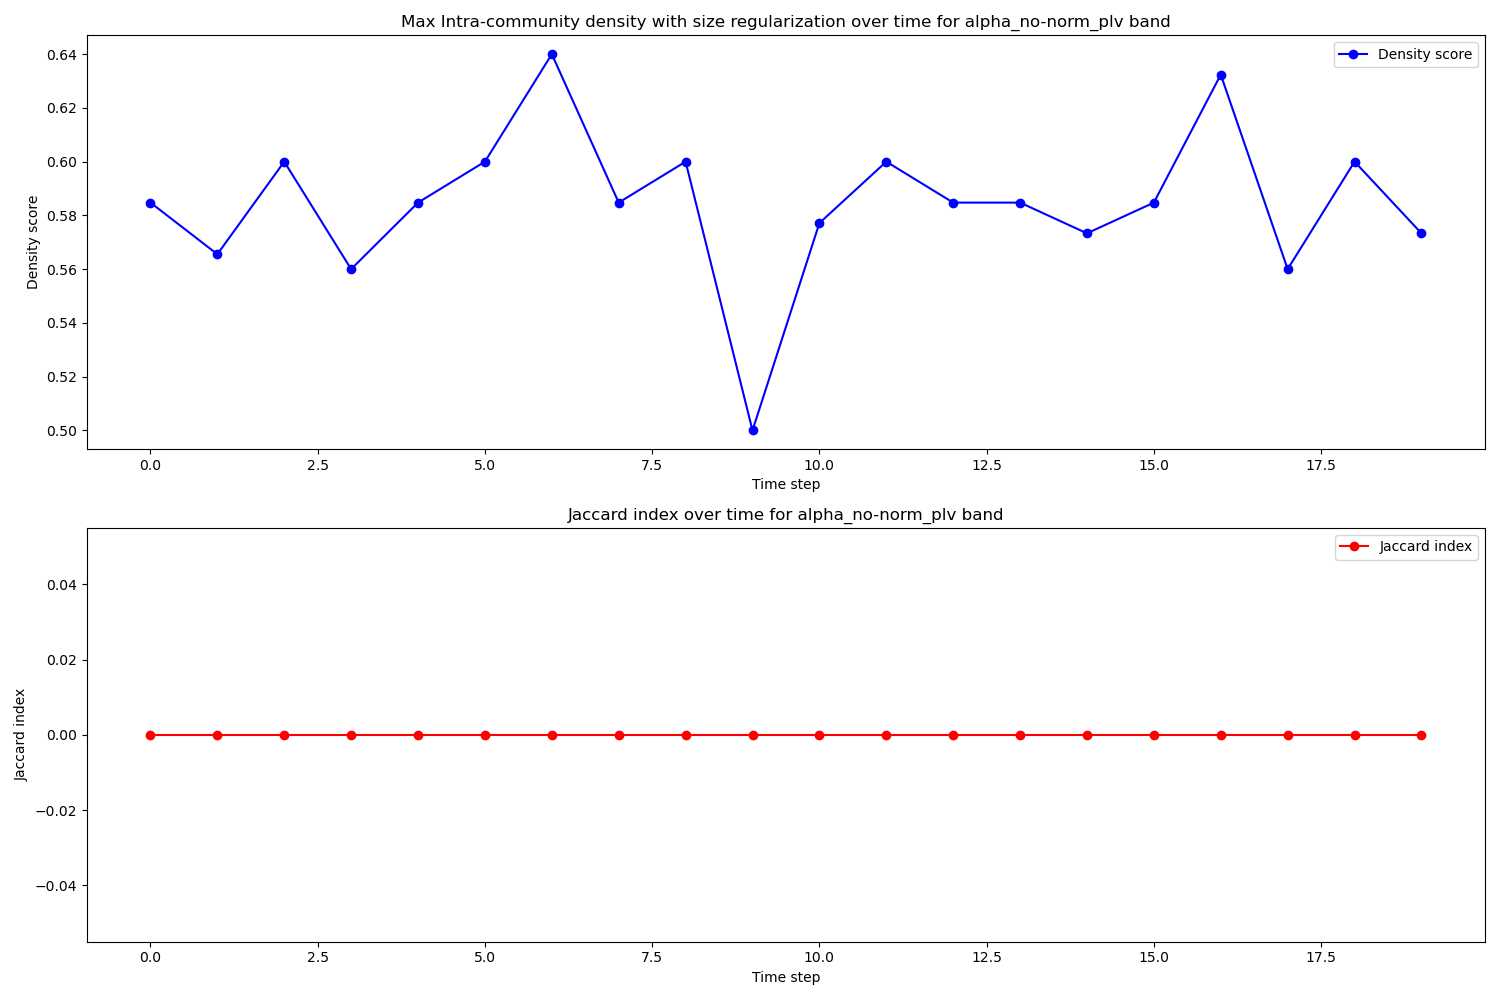 Max Intra-community density with size regularization over time for alpha_no-norm_plv band
Density score
0.64
0.62
0.60
0.58
0.56
0.54
0.52
0.50
Density score
0.0 2.5 5.0 7.5 10.0 12.5 15.0 17.5
Time step
Jaccard index over time for alpha_no-norm_plv band
Jaccard index
0.04
0.02
0.00
−0.02
−0.04
Jaccard index
0.0 2.5 5.0 7.5 10.0 12.5 15.0 17.5
Time step